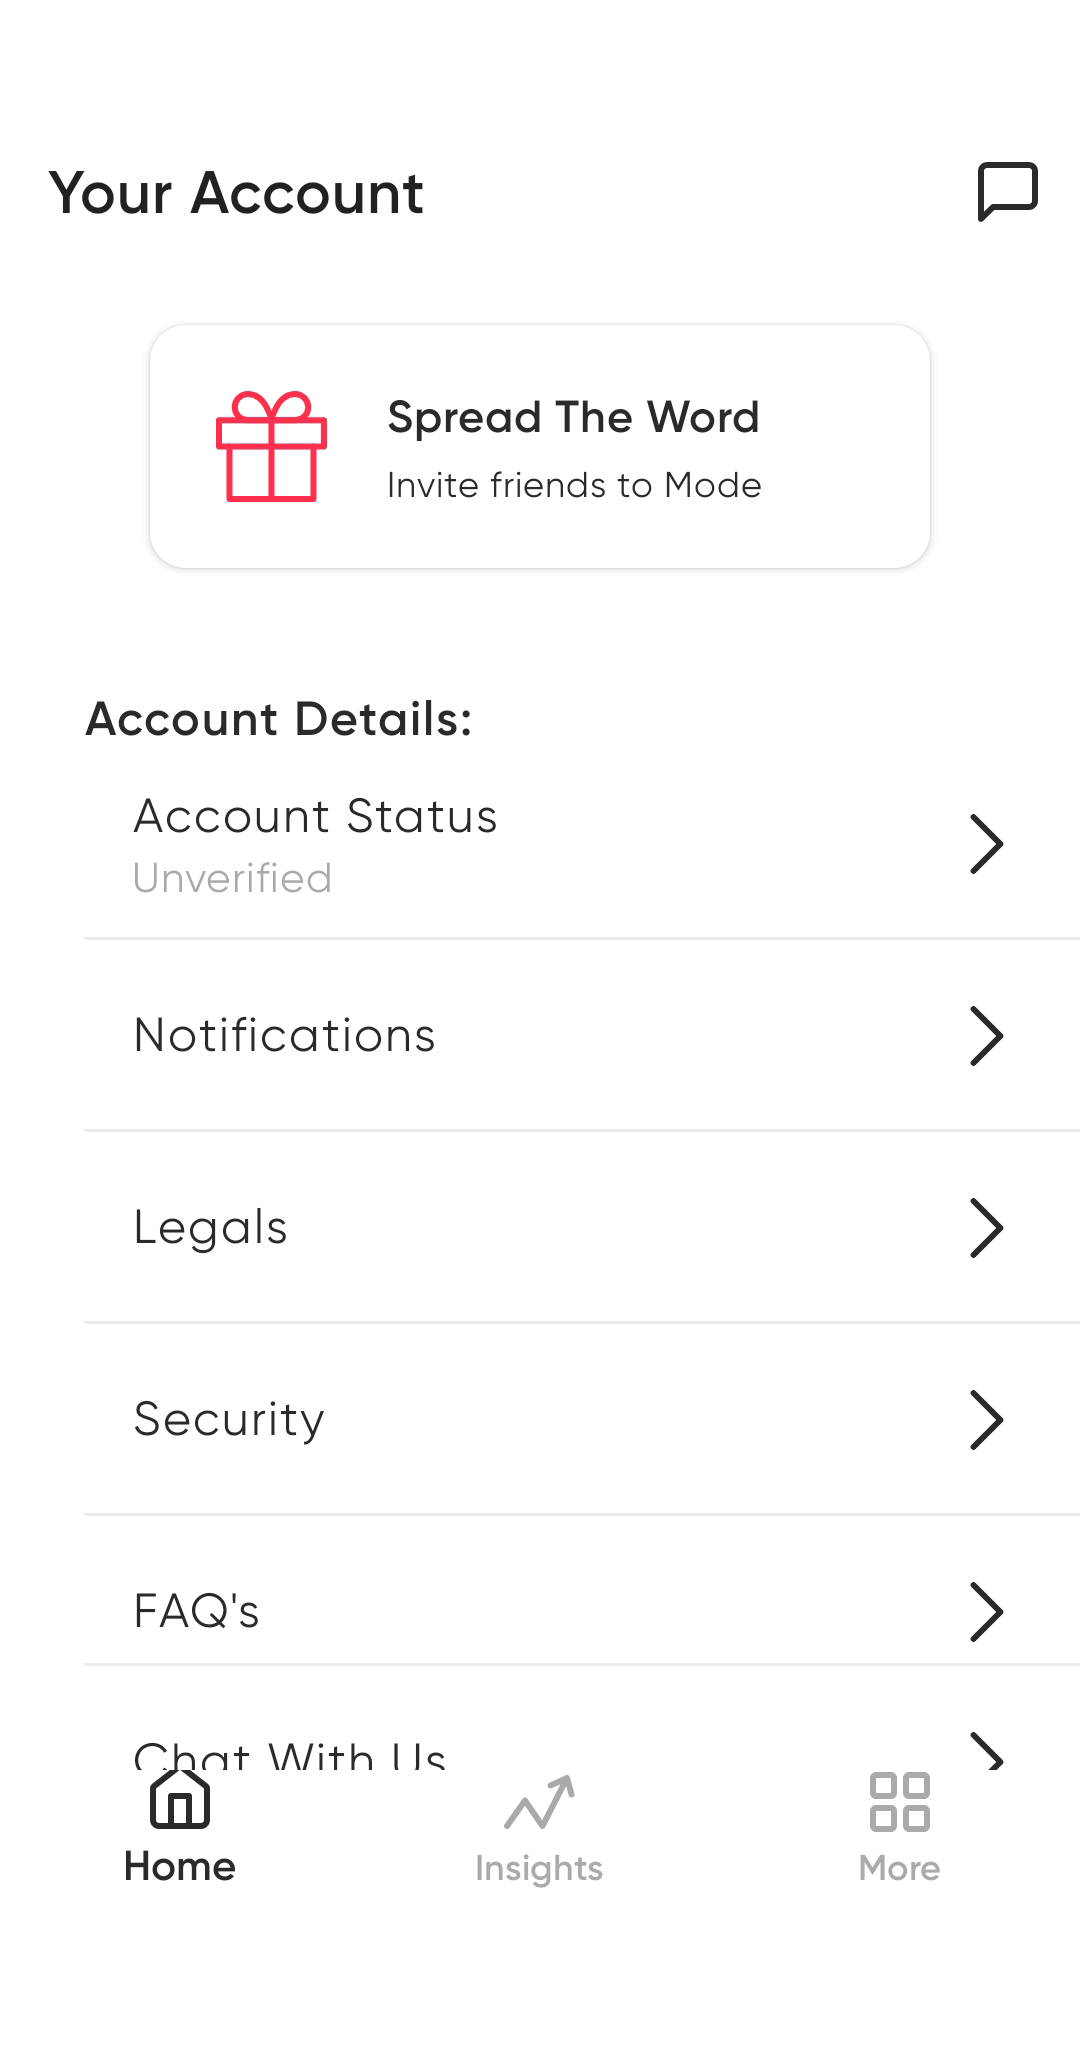 Your Account
Spread The Word
Invite friends to Mode
Account Details:
Account Status
Unverified
Notifications
Legals
Security
FAQ's
Chat With Us
Home
Insights
More